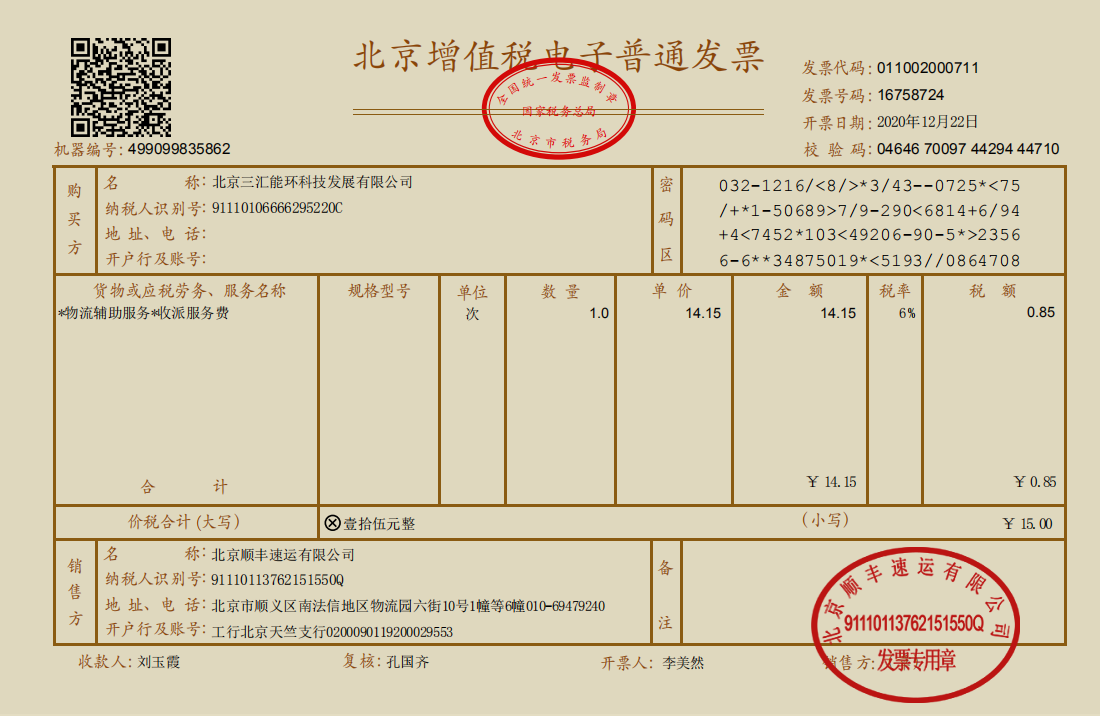 北京增值税电子普通发票
全国统一发票监制章
国家税务总局
北京市税务局
发票代码: 011002000711
发票号码: 16758724
开票日期: 2020年12月22日
校验码: 04646 70097 44294 44710
机器编号: 499099835862
购买方
名称: 北京三汇能环科技发展有限公司
纳税人识别号: 91110106666295220C
地址、电话:
开户行及账号:
密码区
032-1216/<8/>*3/43--0725*<75
/+*1-50689>7/9-290<6814+6/94
+4<7452*103<49206-90-5*>2356
6-6**34875019*<5193//0864708
货物或应税劳务、服务名称 规格型号 单位 数量 单价 金额 税率 税额
*物流辅助服务*收派服务费 次 1.0 14.15 14.15 6% 0.85
合计 ￥14.15 ￥0.85
价税合计(大写) ⊗壹拾伍元整 (小写) ￥15.00
销售方
名称: 北京顺丰速运有限公司
纳税人识别号: 91110113762151550Q
地址、电话: 北京市顺义区南法信地区物流园六街10号1幢等6幢010-69479240
开户行及账号: 工行北京天竺支行0200090119200029553
备注
北京顺丰速运有限公司
91110113762151550Q
发票专用章
收款人: 刘玉霞 复核: 孔国齐 开票人: 李美然 销售方: